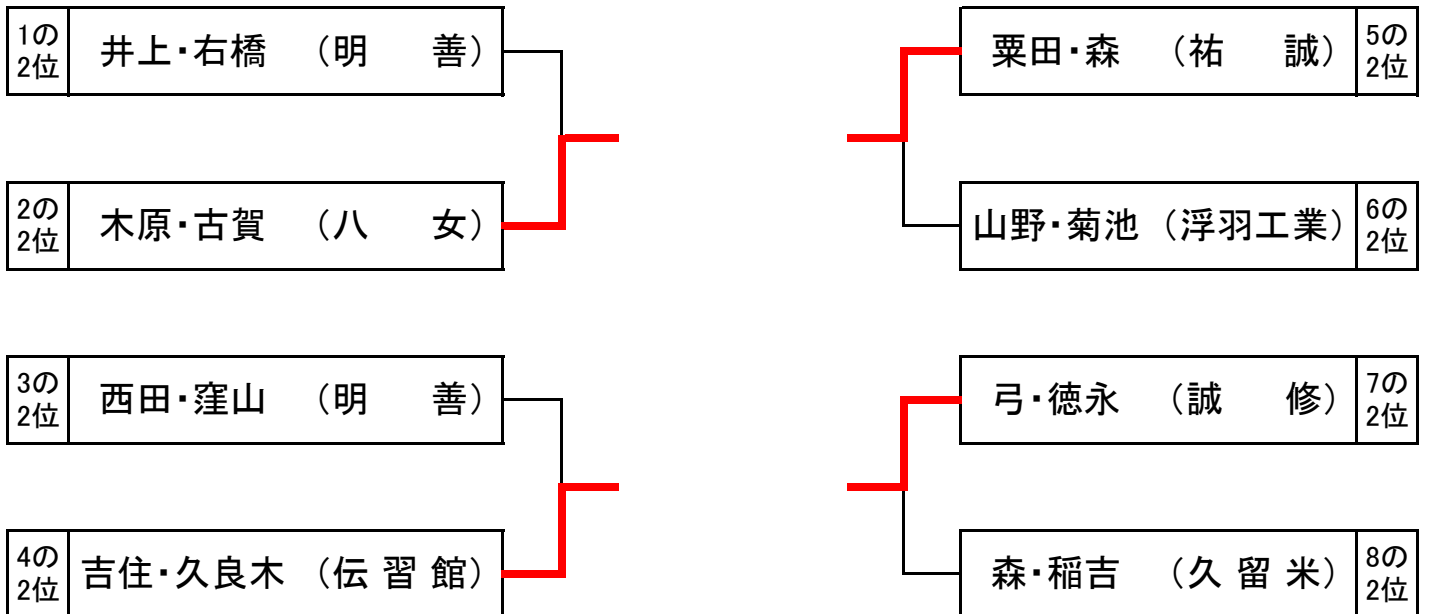 1の
2位
井上・右橋 （明 善）
2の
2位
木原・古賀 （八 女）
3の
2位
西田・窪山 （明 善）
4の
2位
吉住・久良木 （伝 習 館）
粟田・森 （祐 誠）
5の
2位
山野・菊池 （浮羽工業）
6の
2位
弓・徳永 （誠 修）
7の
2位
森・稲吉 （久 留 米）
8の
2位